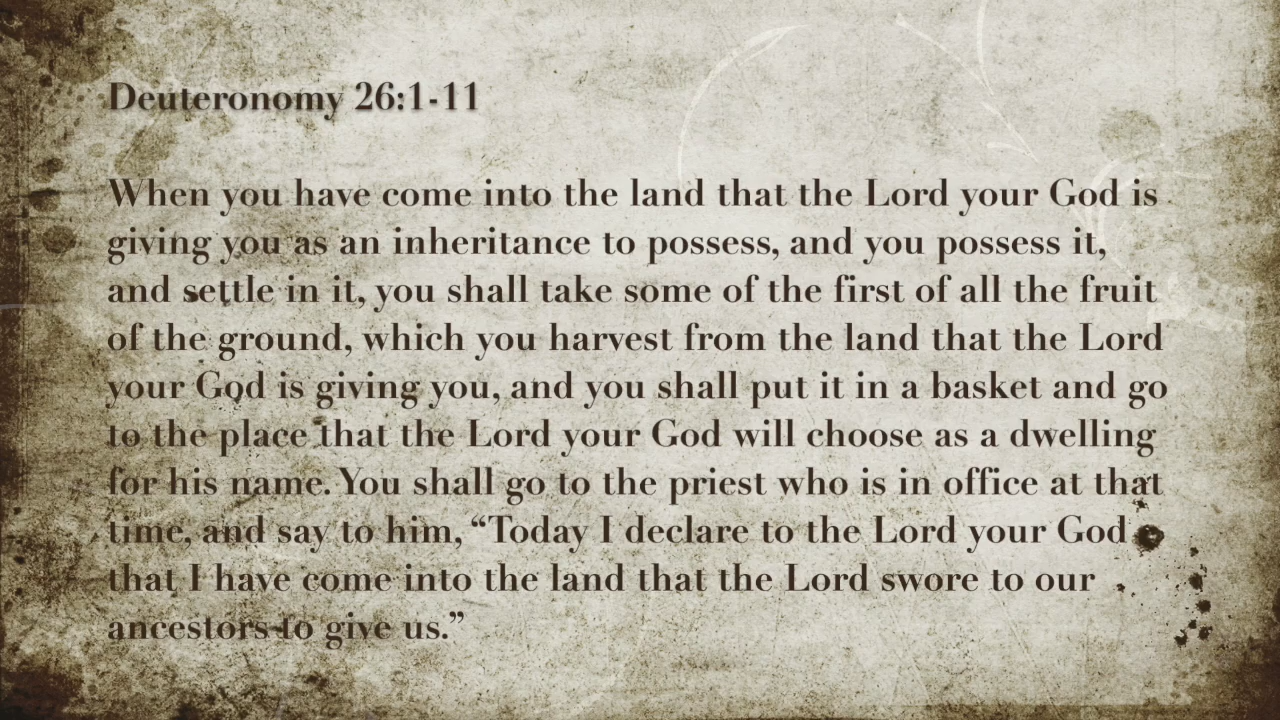 Deuteronomy 26:1-11
When you have come into the land that the Lord your God is
giving you as an inheritance to possess, and you possess it,
and settle in it, you shall take some of the first of all the fruit
of the ground, which you harvest from the land that the Lord
your God is giving you, and you shall put it in a basket and go
to the place that the Lord your God will choose as a dwelling
for his name. You shall go to the priest who is in office at that
time, and say to him, “Today I declare to the Lord your God
that I have come into the land that the Lord swore to our
ancestors to give us.”